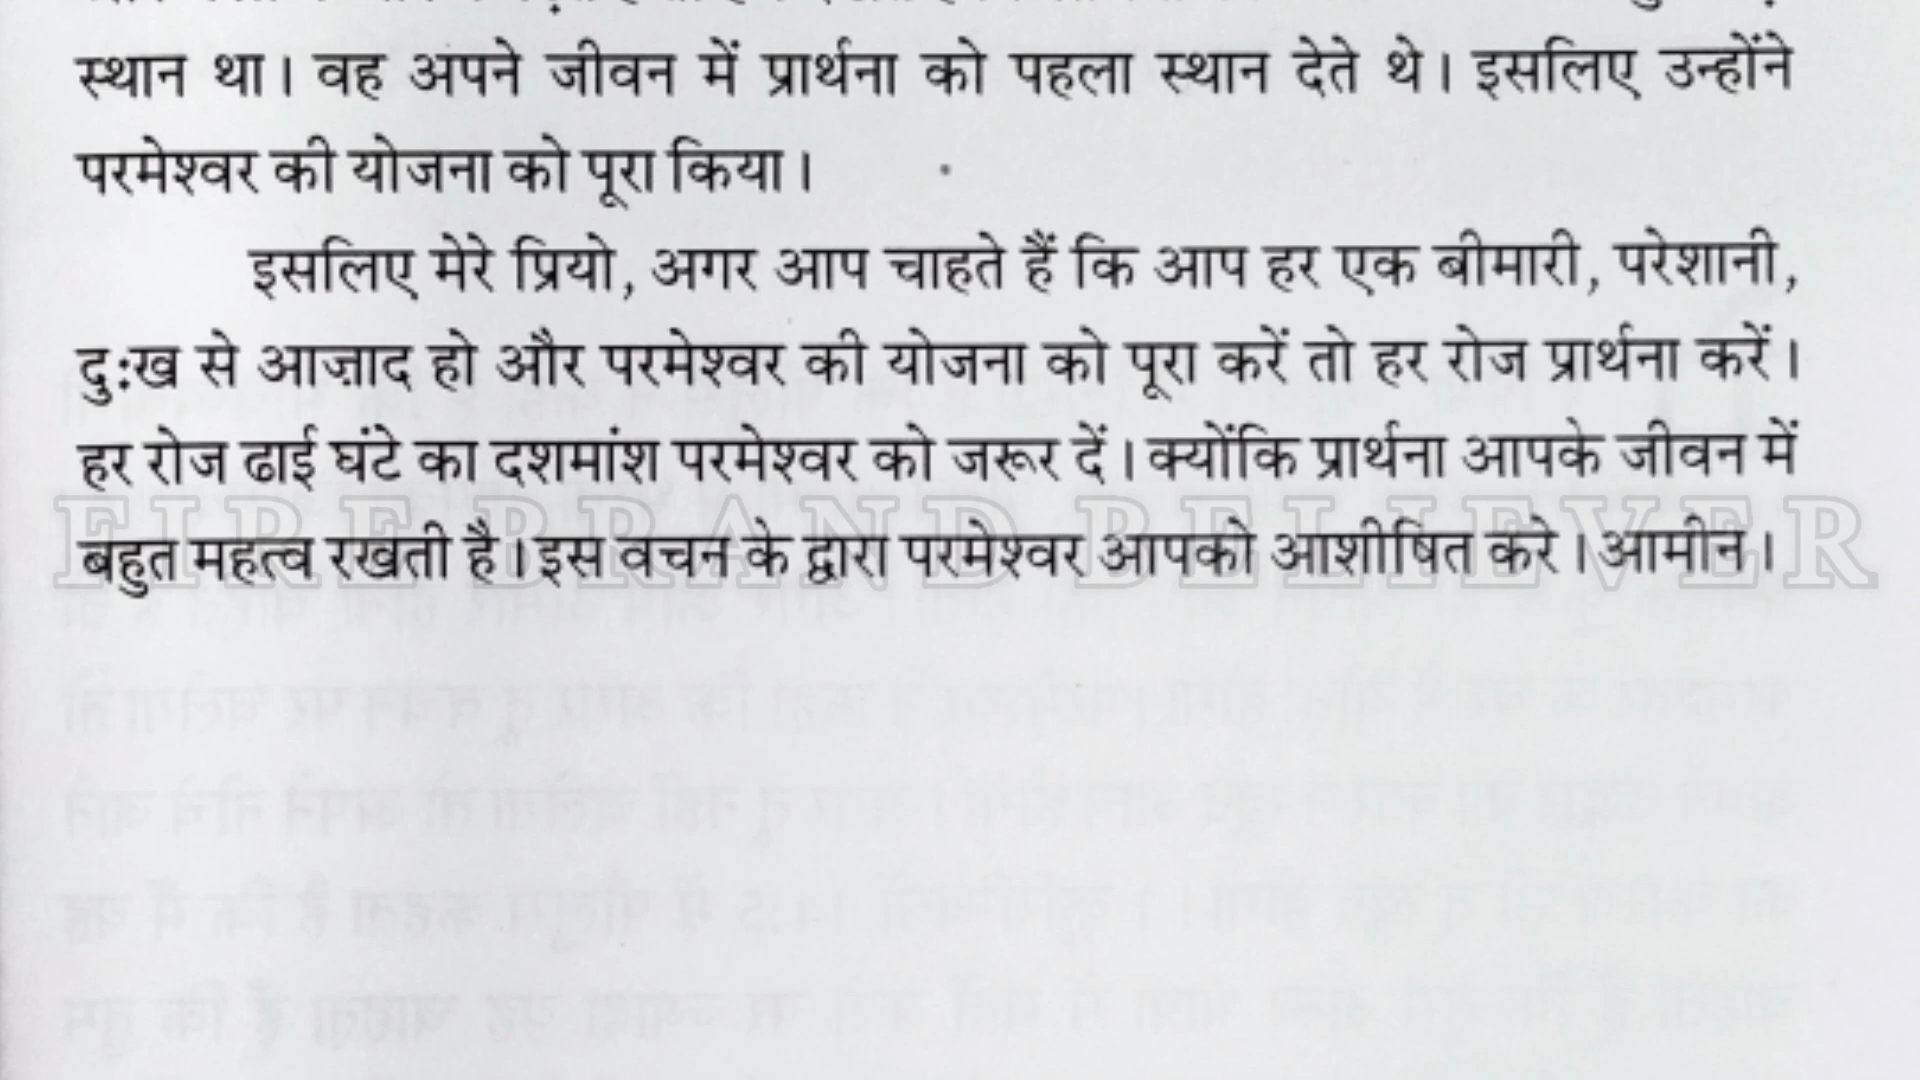 स्थान था। वह अपने जीवन में प्रार्थना को पहला स्थान देते थे। इसलिए उन्होंने
परमेश्वर की योजना को पूरा किया।
इसलिए मेरे प्रियो, अगर आप चाहते हैं कि आप हर एक बीमारी, परेशानी,
दुःख से आज़ाद हो और परमेश्वर की योजना को पूरा करें तो हर रोज प्रार्थना करें।
हर रोज ढाई घंटे का दशमांश परमेश्वर को जरूर दें। क्योंकि प्रार्थना आपके जीवन में
FIRE BRAND BELIEVER
बहुत महत्व रखती है। इस वचन के द्वारा परमेश्वर आपको आशीषित करे। आमीन।